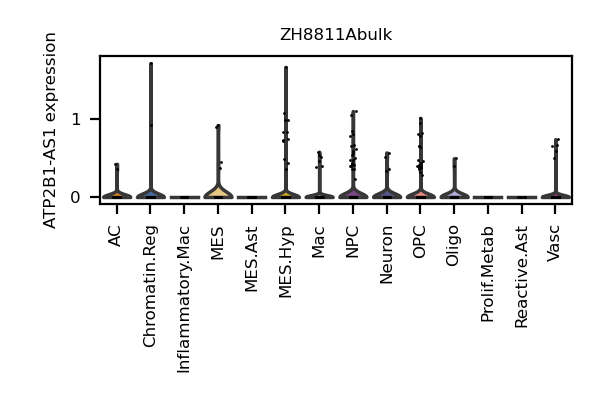 ZH8811Abulk
ATP2B1-AS1 expression
1
0
AC
Chromatin.Reg
Inflammatory.Mac
MES
MES.Ast
MES.Hyp
Mac
NPC
Neuron
OPC
Oligo
Prolif.Metab
Reactive.Ast
Vasc